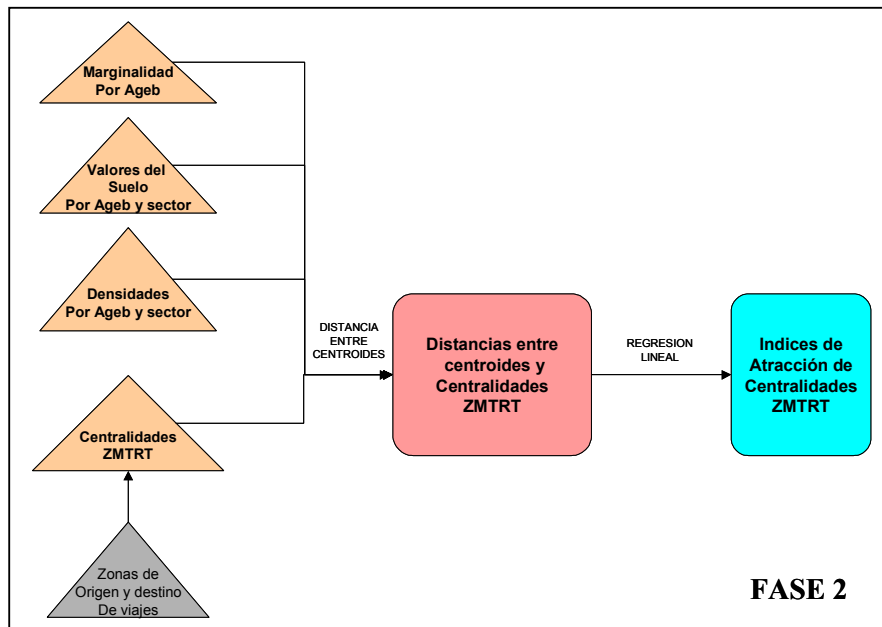 Marginalidad
Por Ageb
Valores del
Suelo
Por Ageb y sector
Densidades
Por Ageb y sector
Centralidades
ZMTRT
Zonas de
Origen y destino
De viajes
DISTANCIA
ENTRE
CENTROIDES
Distancias entre
centroides y
Centralidades
ZMTRT
REGRESION
LINEAL
Indices de
Atracción de
Centralidades
ZMTRT
FASE 2